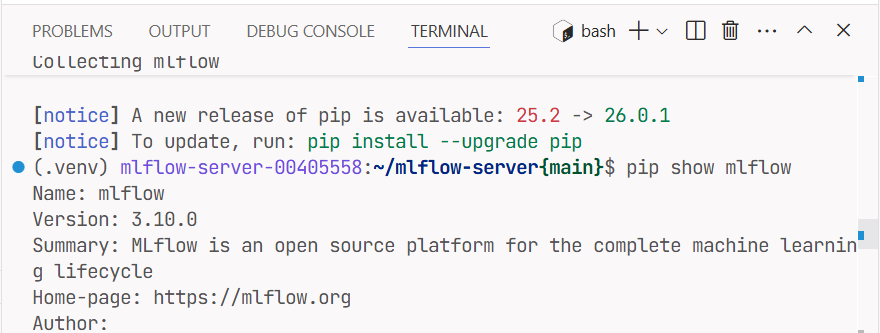 PROBLEMS OUTPUT DEBUG CONSOLE TERMINAL bash
Collecting mlflow
[notice] A new release of pip is available: 25.2 -> 26.0.1
[notice] To update, run: pip install --upgrade pip
(.venv) mlflow-server-00405558:~/mlflow-server{main}$ pip show mlflow
Name: mlflow
Version: 3.10.0
Summary: MLflow is an open source platform for the complete machine learnin
g lifecycle
Home-page: https://mlflow.org
Author: